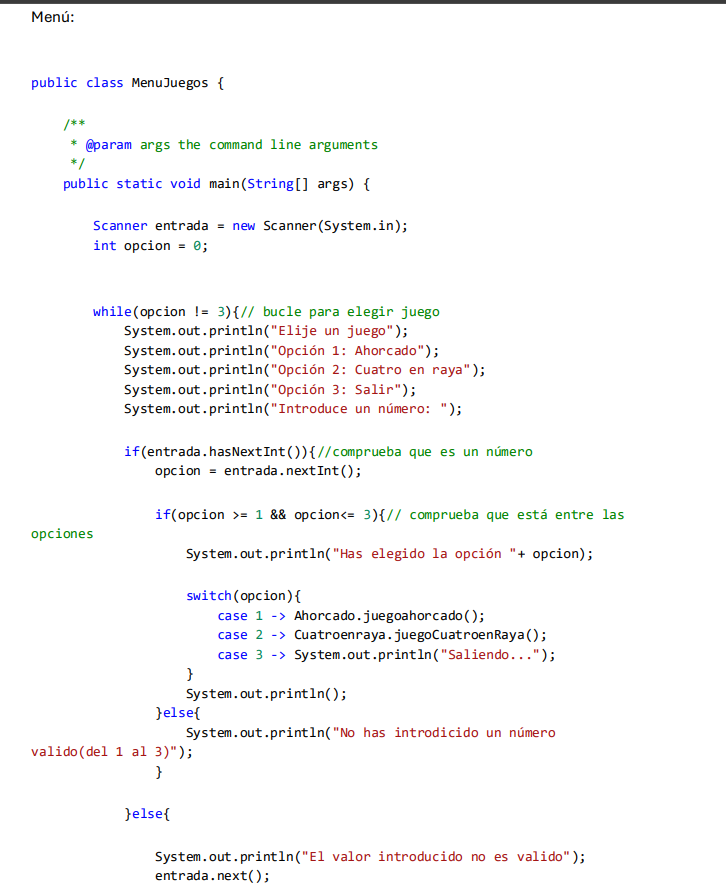 Menú:
public class MenuJuegos {
/**
* @param args the command line arguments
*/
public static void main(String[] args) {
Scanner entrada = new Scanner(System.in);
int opcion = 0;
while(opcion != 3){// bucle para elegir juego
System.out.println("Elije un juego");
System.out.println("Opción 1: Ahorcado");
System.out.println("Opción 2: Cuatro en raya");
System.out.println("Opción 3: Salir");
System.out.println("Introduce un número: ");
if(entrada.hasNextInt()){//comprueba que es un número
opcion = entrada.nextInt();
if(opcion >= 1 && opcion<= 3){// comprueba que está entre las
opciones
System.out.println("Has elegido la opción "+ opcion);
switch(opcion){
case 1 -> Ahorcado.juegoahorcado();
case 2 -> Cuatroenraya.juegoCuatroenRaya();
case 3 -> System.out.println("Saliendo...");
}
System.out.println();
}else{
System.out.println("No has introdicido un número
valido(del 1 al 3)");
}
}else{
System.out.println("El valor introducido no es valido");
entrada.next();